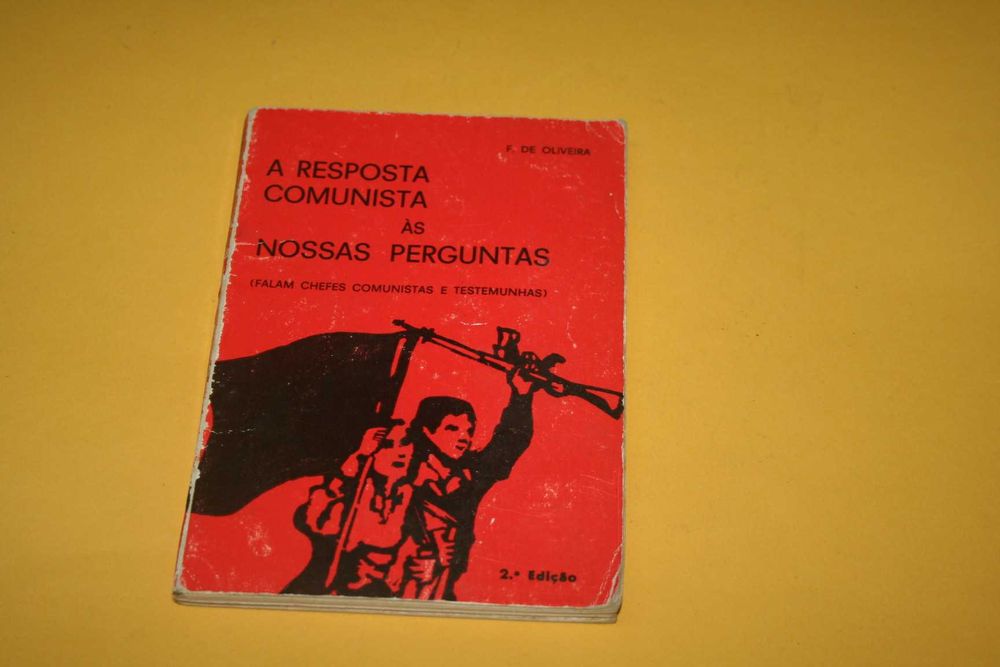 F. DE OLIVEIRA
A RESPOSTA
COMUNISTA
ÀS
NOSSAS PERGUNTAS
(FALAM CHEFES COMUNISTAS E TESTEMUNHAS)
2.ª Edição